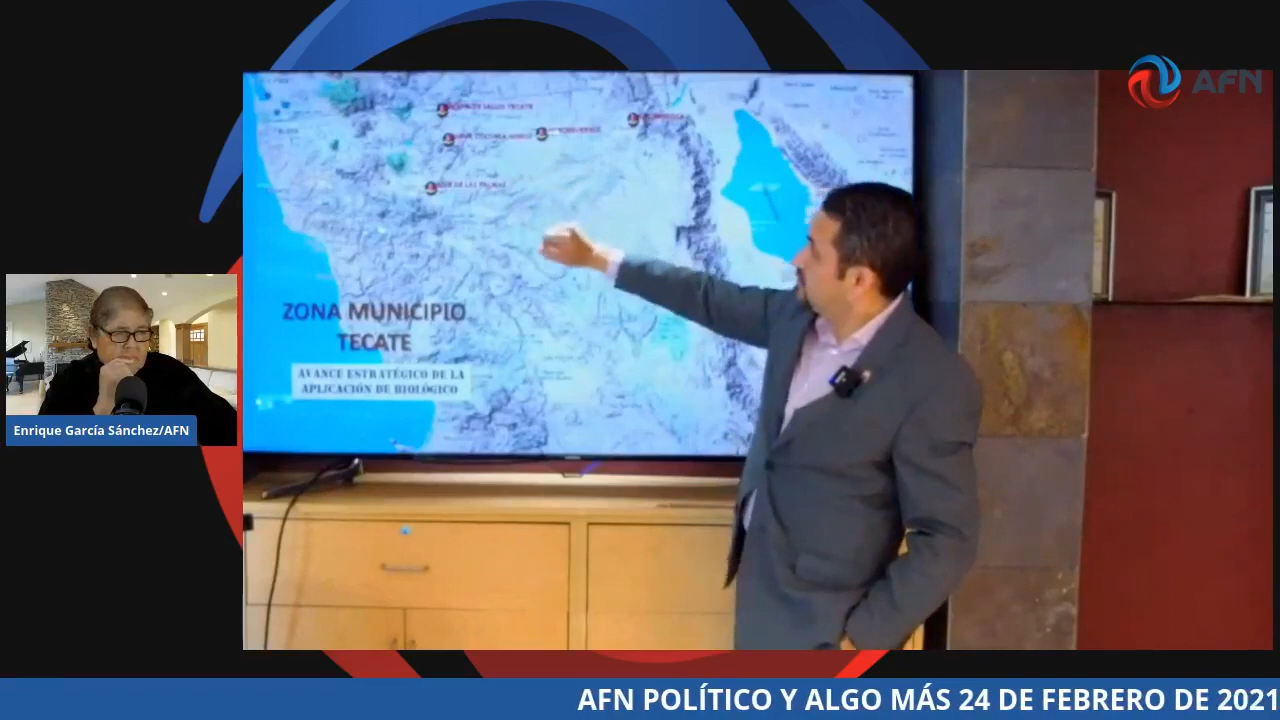 AFN
ZONA MUNICIPIO
TECATE
AVANCE ESTRATÉGICO DE LA
APLICACIÓN DE BIOLÓGICO
Enrique García Sánchez/AFN
AFN POLÍTICO Y ALGO MÁS 24 DE FEBRERO DE 2021